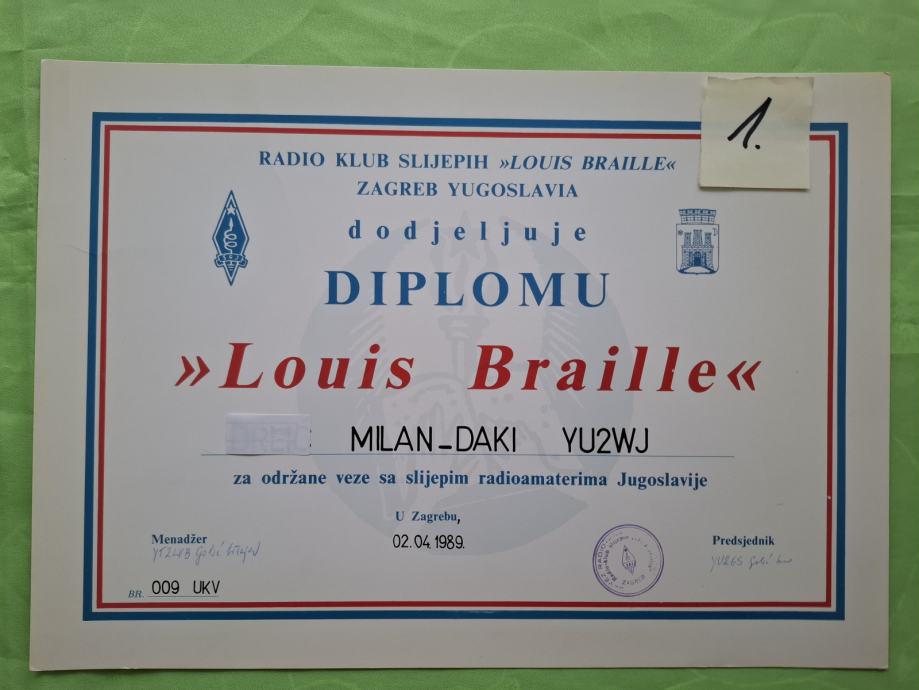 1.
RADIO KLUB SLIJEPIH »LOUIS BRAILLE«
ZAGREB YUGOSLAVIA
dodjeljuje
DIPLOMU
»Louis Braille«
MILAN-DAKI YU2WJ
za održane veze sa slijepim radioamaterima Jugoslavije
U Zagrebu,
02.04.1989.
Menadžer
Predsjednik
BR. 009 UKV